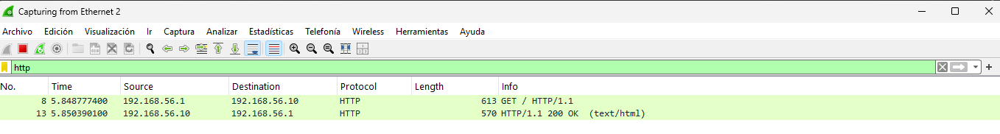 Capturing from Ethernet 2
Archivo Edición Visualización Ir Captura Analizar Estadísticas Telefonía Wireless Herramientas Ayuda
http
No. Time Source Destination Protocol Length Info
8 5.848777400 192.168.56.1 192.168.56.10 HTTP 613 GET / HTTP/1.1
13 5.850390100 192.168.56.10 192.168.56.1 HTTP 570 HTTP/1.1 200 OK (text/html)